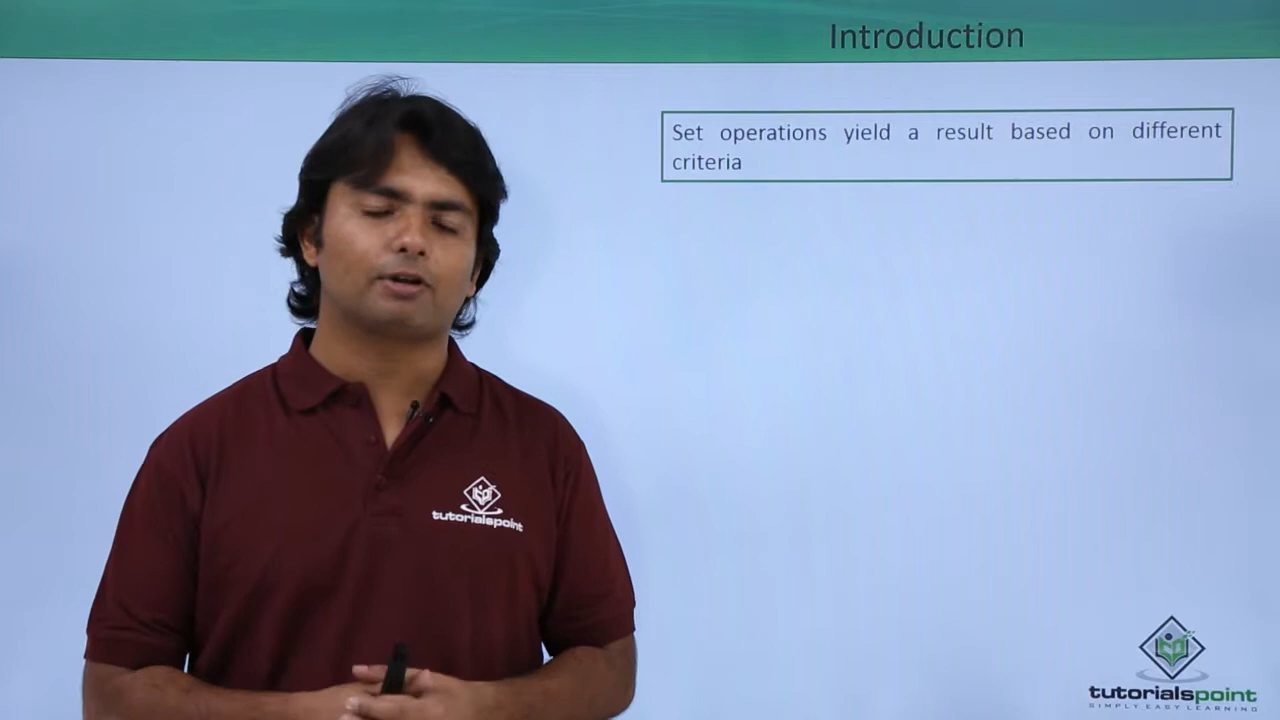 Introduction
Set operations yield a result based on different
criteria
tutorialspoint
tutorialspoint
SIMPLY EASY LEARNING